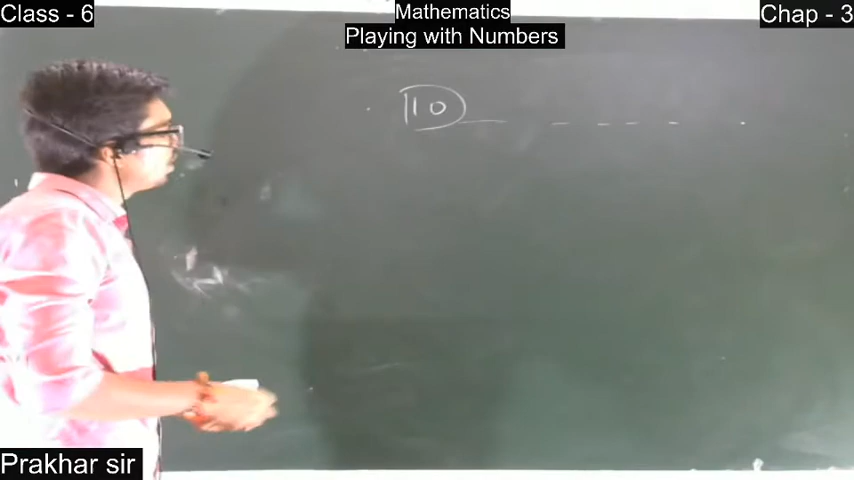 Class - 6 Mathematics Chap - 3
Playing with Numbers
110
Prakhar sir